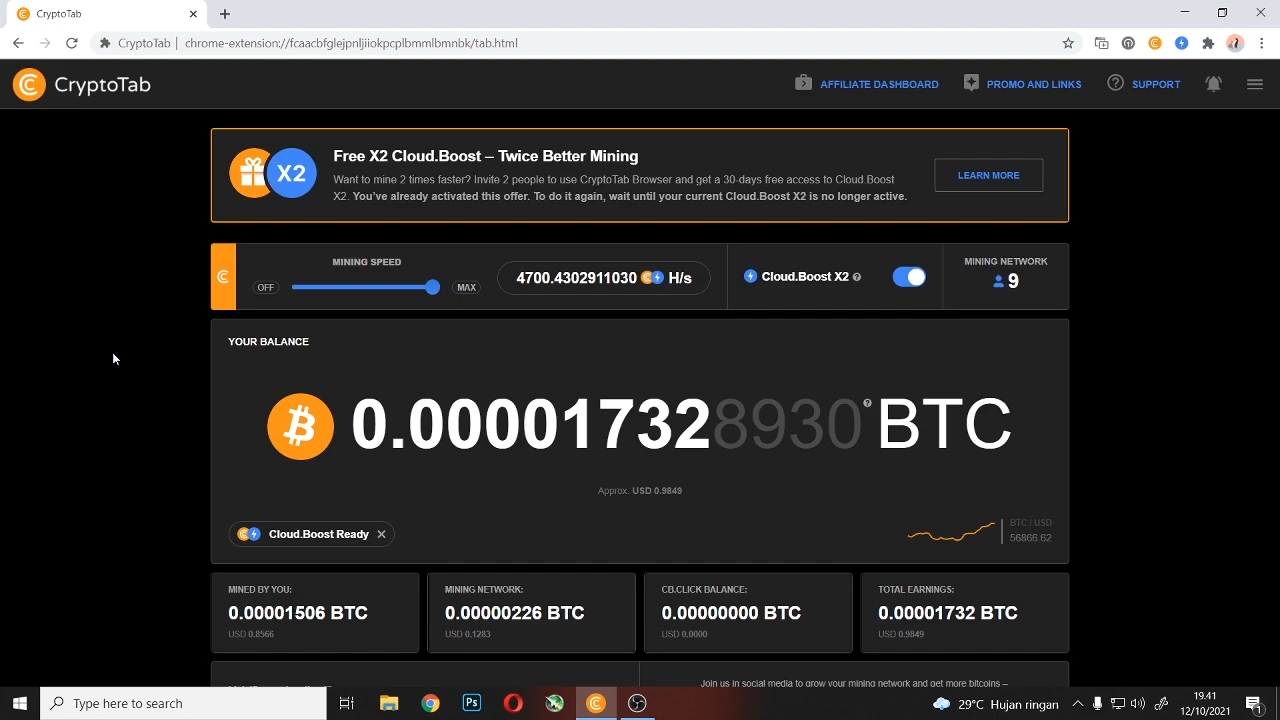 CryptoTab
CryptoTab | chrome-extension://fcaacbfglejpnljiiokpcplbmmlbmnbk/tab.html
CryptoTab
AFFILIATE DASHBOARD
PROMO AND LINKS
SUPPORT
X2
Free X2 Cloud.Boost – Twice Better Mining
Want to mine 2 times faster? Invite 2 people to use CryptoTab Browser and get a 30-days free access to Cloud.Boost
X2. You've already activated this offer. To do it again, wait until your current Cloud.Boost X2 is no longer active.
LEARN MORE
MINING SPEED
OFF
MAX
4700.4302911030 H/s
Cloud.Boost X2
MINING NETWORK
9
YOUR BALANCE
0.000017328930 BTC
Approx. USD 0.9849
Cloud.Boost Ready
BTC / USD
56866.62
MINED BY YOU:
0.00001506 BTC
USD 0.8566
MINING NETWORK:
0.00000226 BTC
USD 0.1283
CB.CLICK BALANCE:
0.00000000 BTC
USD 0.0000
TOTAL EARNINGS:
0.00001732 BTC
USD 0.9849
Join us in social media to grow your mining network and get more bitcoins –
Type here to search
Ps
29°C Hujan ringan
19.41
12/10/2021
1